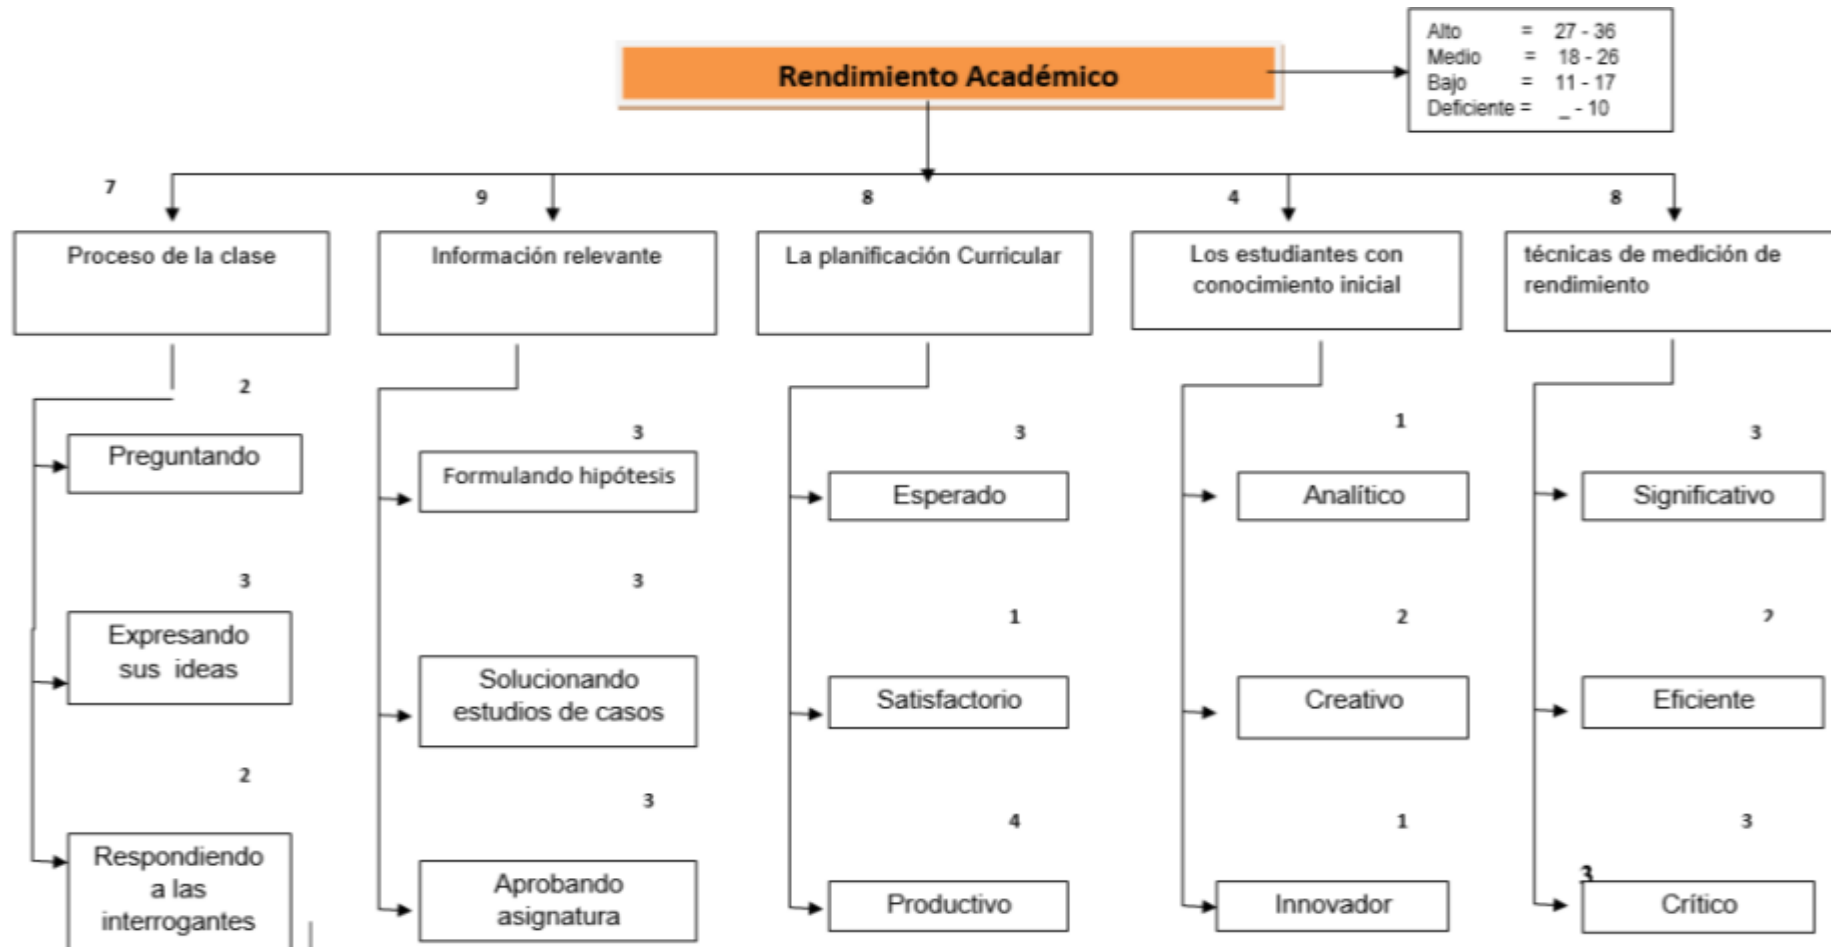 Rendimiento Académico
Alto = 27 - 36
Medio = 18 - 26
Bajo = 11 - 17
Deficiente = _ - 10
7
9
8
4
8
Proceso de la clase
Información relevante
La planificación Curricular
Los estudiantes con
conocimiento inicial
técnicas de medición de
rendimiento
2
Preguntando
3
Expresando
sus ideas
2
Respondiendo
a las
interrogantes
3
Formulando hipótesis
3
Solucionando
estudios de casos
3
Aprobando
asignatura
3
Esperado
1
Satisfactorio
4
Productivo
1
Analítico
2
Creativo
1
Innovador
3
Significativo
2
Eficiente
3
3
Crítico